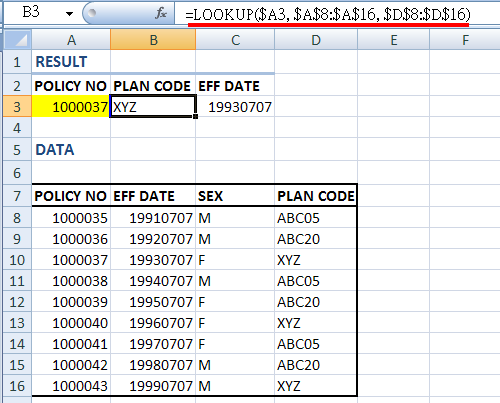 B3 fx =LOOKUP($A3, $A$8:$A$16, $D$8:$D$16)
A B C D E F
1 RESULT
2 POLICY NO PLAN CODE EFF DATE
3 1000037 XYZ 19930707
4
5 DATA
6
7 POLICY NO EFF DATE SEX PLAN CODE
8 1000035 19910707 M ABC05
9 1000036 19920707 M ABC20
10 1000037 19930707 F XYZ
11 1000038 19940707 M ABC05
12 1000039 19950707 F ABC20
13 1000040 19960707 F XYZ
14 1000041 19970707 F ABC05
15 1000042 19980707 M ABC20
16 1000043 19990707 M XYZ